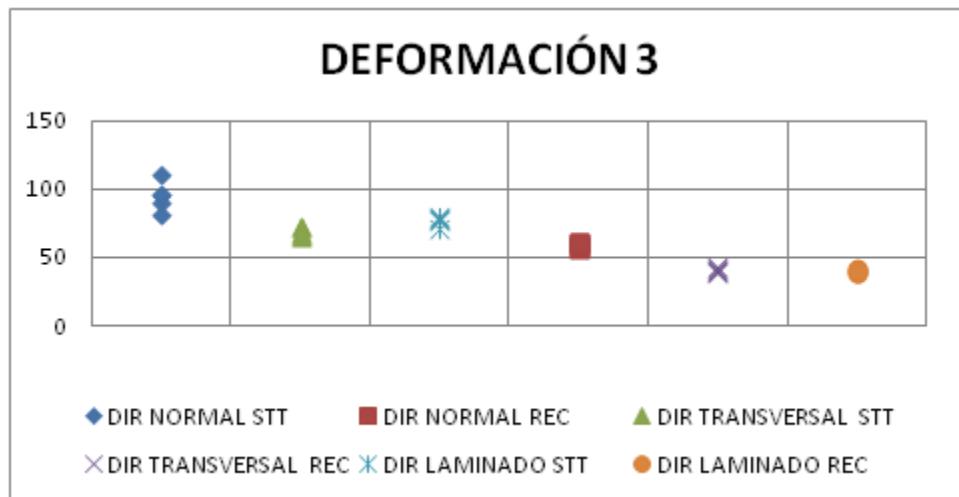 DEFORMACIÓN 3
150
100
50
0
DIR NORMAL STT
DIR NORMAL REC
DIR TRANSVERSAL STT
DIR TRANSVERSAL REC
DIR LAMINADO STT
DIR LAMINADO REC